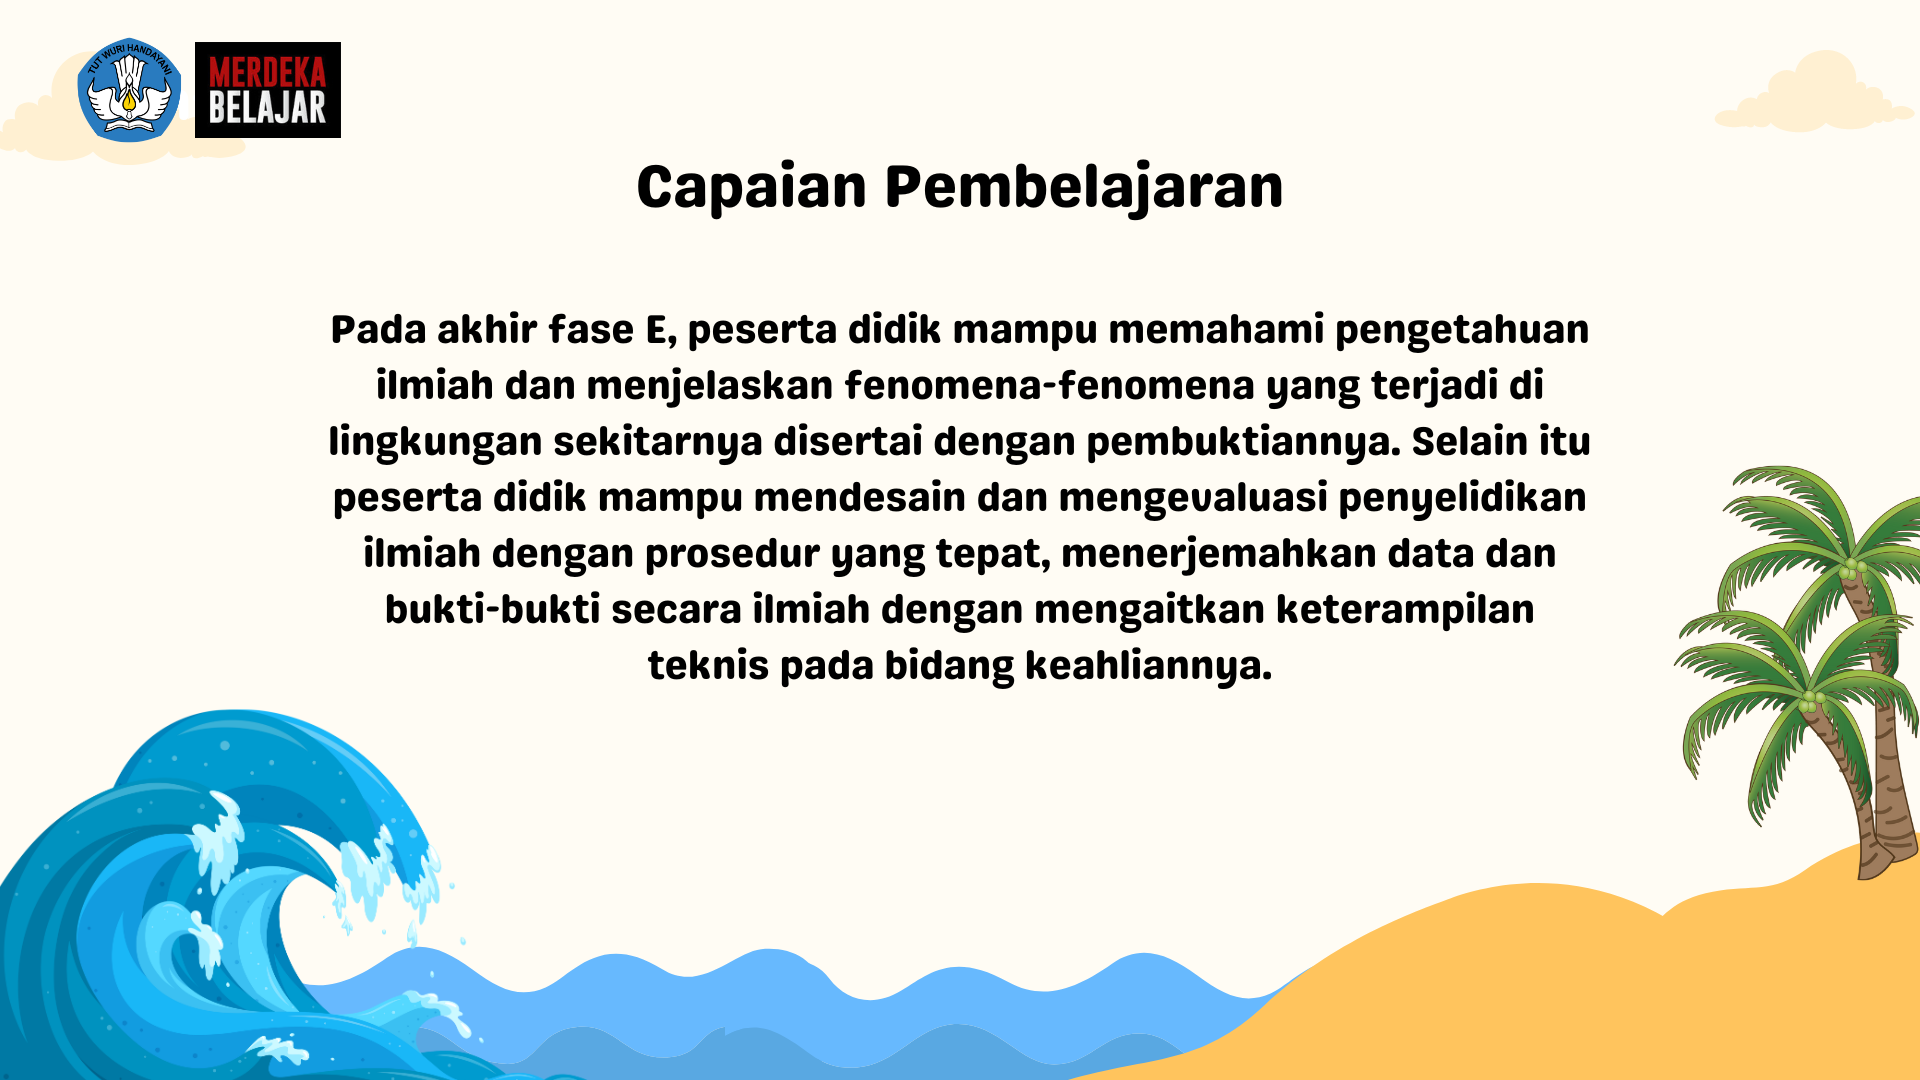 TUT WURI HANDAYANI
MERDEKA
BELAJAR
Capaian Pembelajaran
Pada akhir fase E, peserta didik mampu memahami pengetahuan
ilmiah dan menjelaskan fenomena-fenomena yang terjadi di
lingkungan sekitarnya disertai dengan pembuktiannya. Selain itu
peserta didik mampu mendesain dan mengevaluasi penyelidikan
ilmiah dengan prosedur yang tepat, menerjemahkan data dan
bukti-bukti secara ilmiah dengan mengaitkan keterampilan
teknis pada bidang keahliannya.